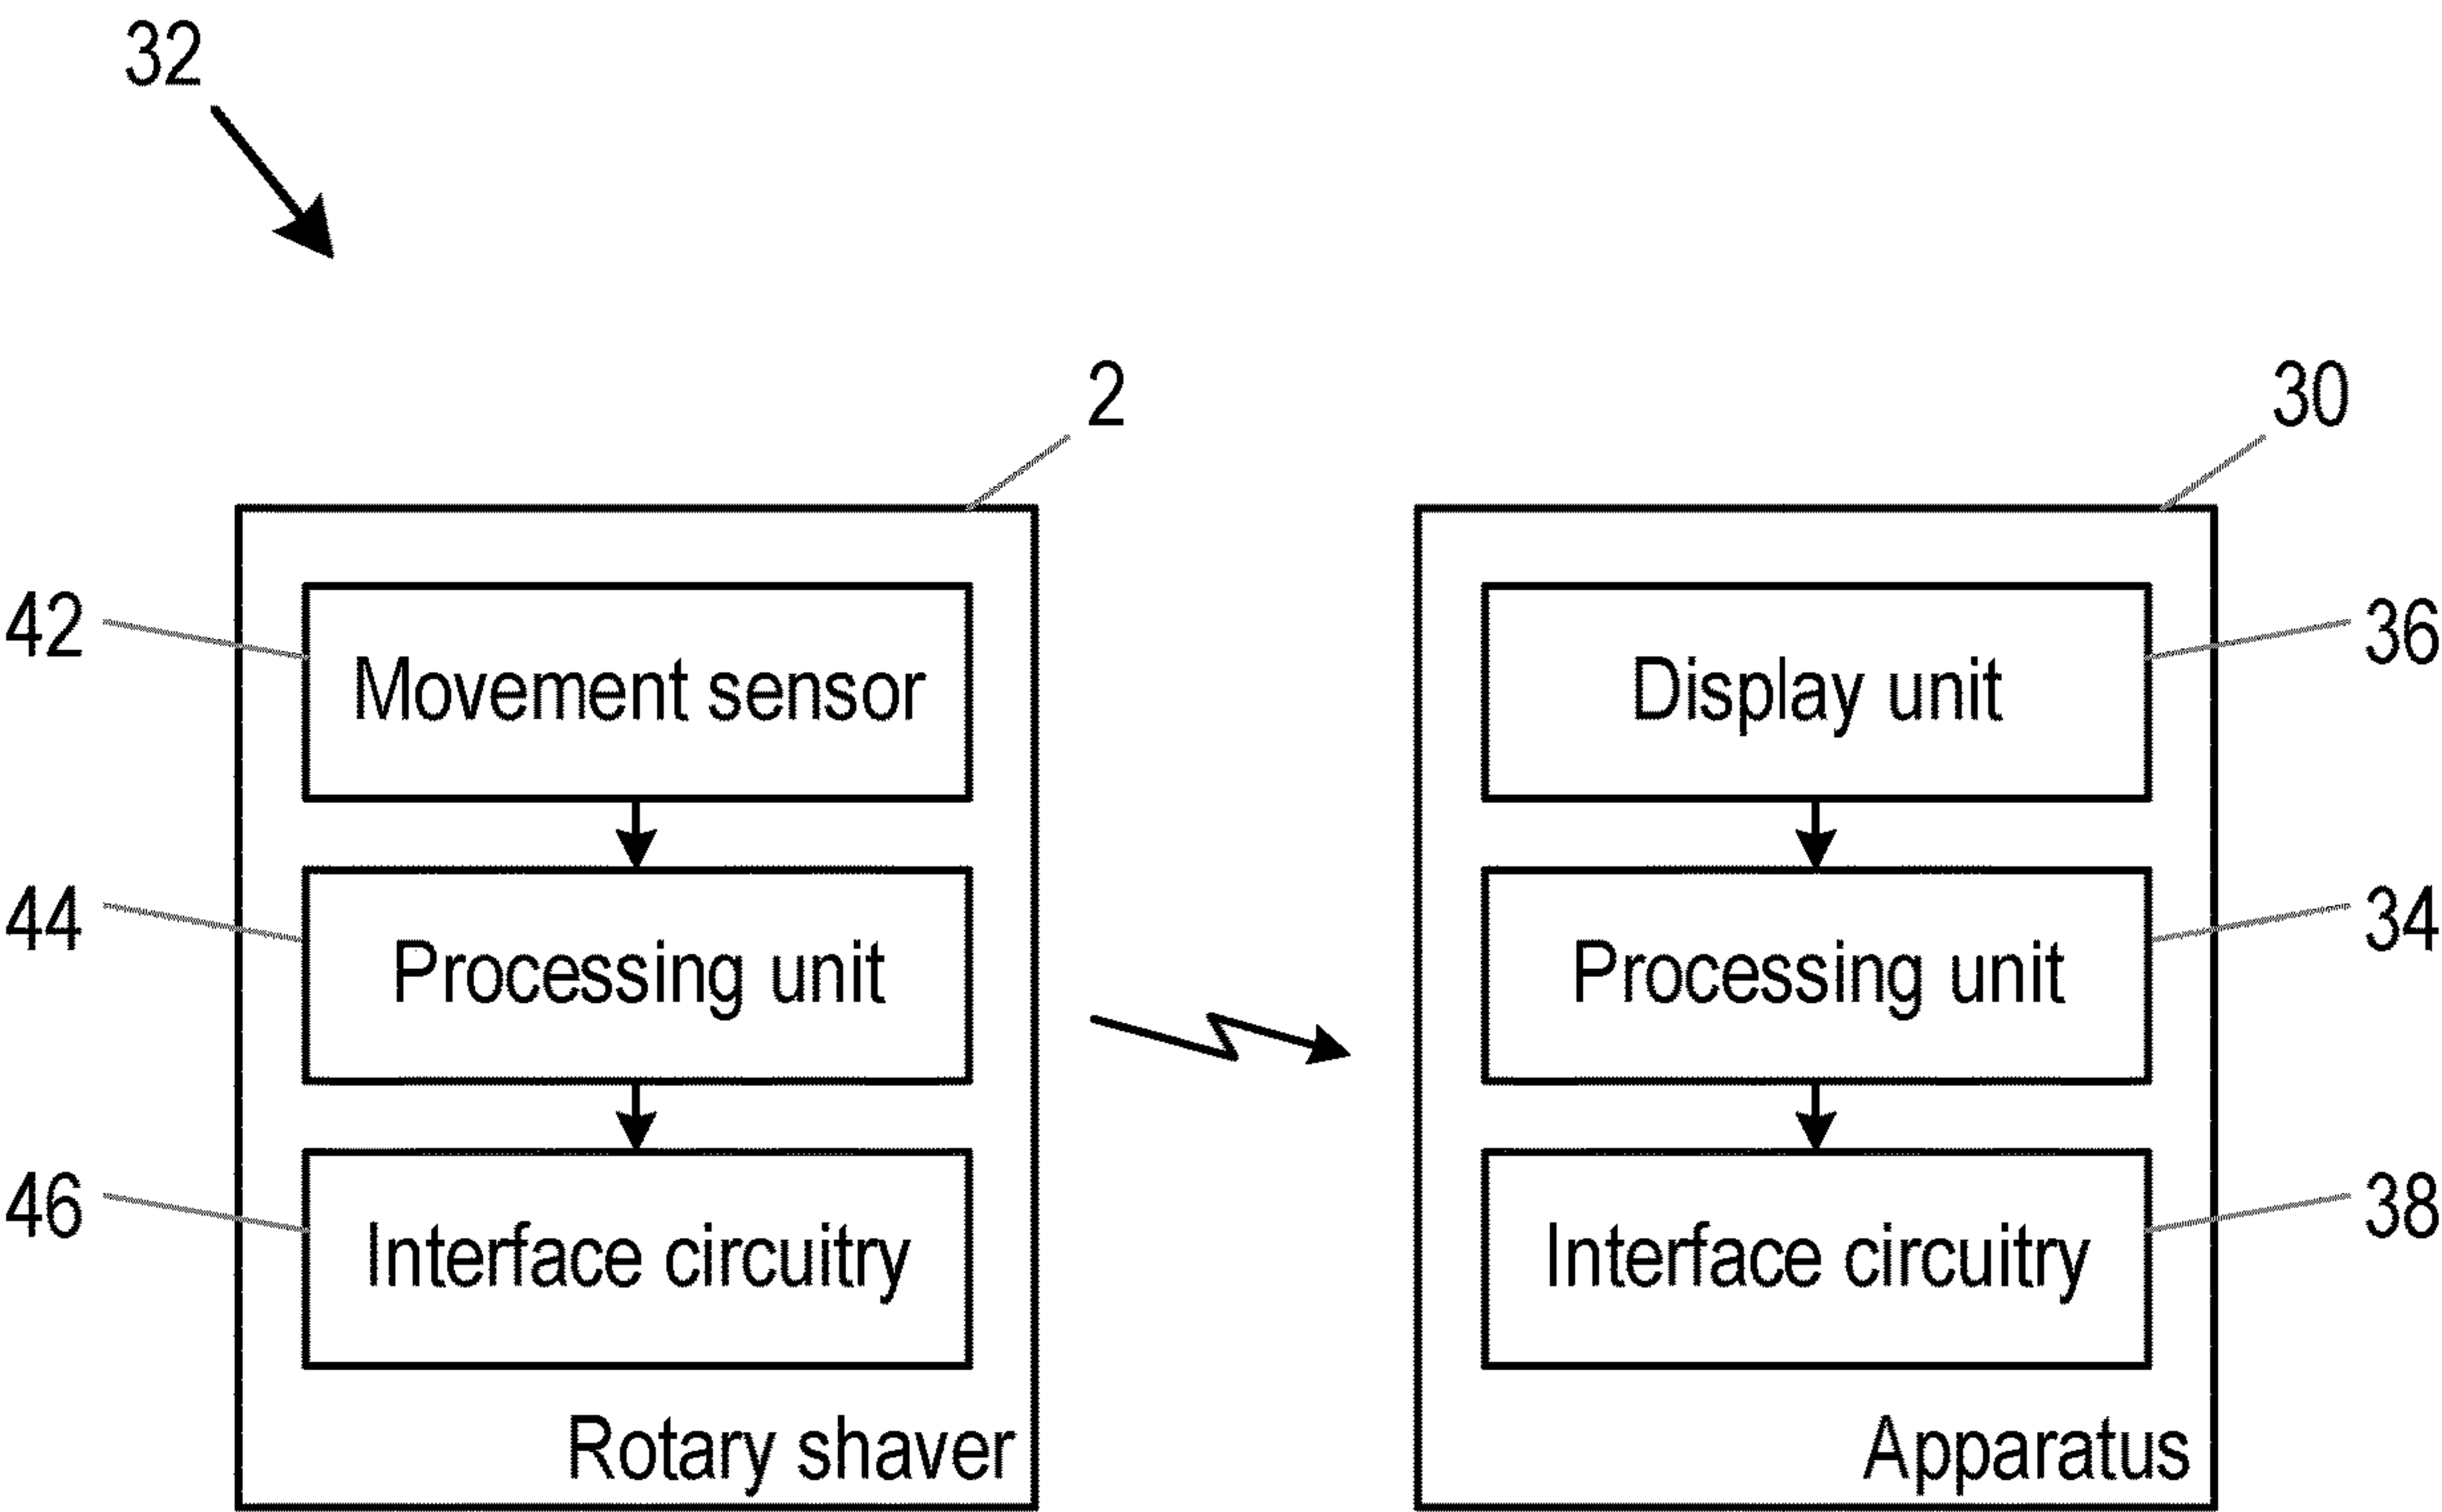 32
2
30
42
Movement sensor
Display unit
36
44
Processing unit
Processing unit
34
46
Interface circuitry
Interface circuitry
38
Rotary shaver
Apparatus